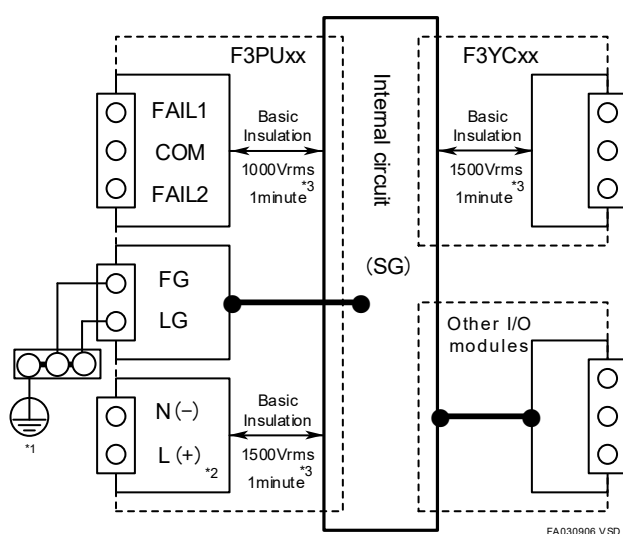 F3PUxx
FAIL1
COM
FAIL2
Basic
Insulation
1000Vrms
1minute*3
FG
LG
*1
N(−)
L(+)
*2
Basic
Insulation
1500Vrms
1minute*3
Internal circuit
(SG)
F3YCxx
Basic
Insulation
1500Vrms
1minute*3
Other I/O
modules
FA030906.VSD